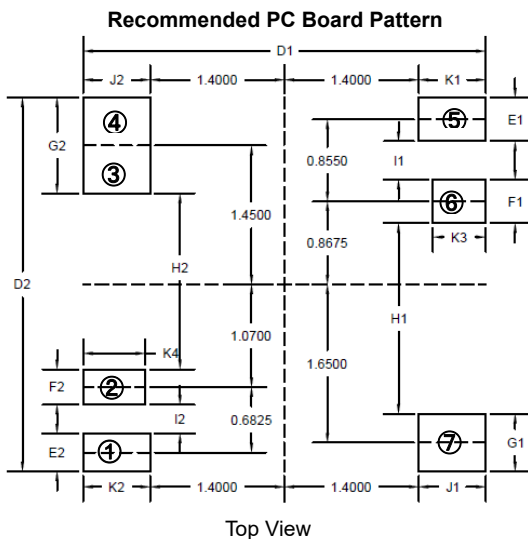 Recommended PC Board Pattern
D1
J2 1.4000 1.4000 K1
④ ⑤ E1
G2 I1
0.8550
③ ⑥ F1
1.4500 K3
0.8675
H2
D2 H1
1.0700
K4 1.6500
F2 ②
I2
0.6825
E2 ① ⑦ G1
K2 1.4000 1.4000 J1
Top View